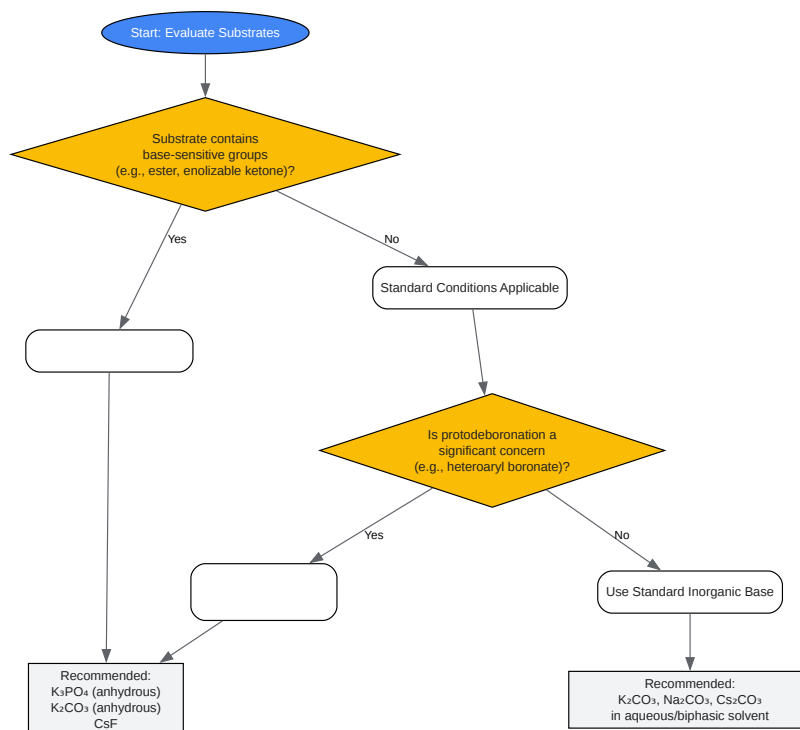 Start: Evaluate Substrates
Substrate contains
base-sensitive groups
(e.g., ester, enolizable ketone)?
Yes
No
Standard Conditions Applicable
Is protodeboronation a
significant concern
(e.g., heteroaryl boronate)?
Yes
No
Use Standard Inorganic Base
Recommended:
K₃PO₄ (anhydrous)
K₂CO₃ (anhydrous)
CsF
Recommended:
K₂CO₃, Na₂CO₃, Cs₂CO₃
in aqueous/biphasic solvent